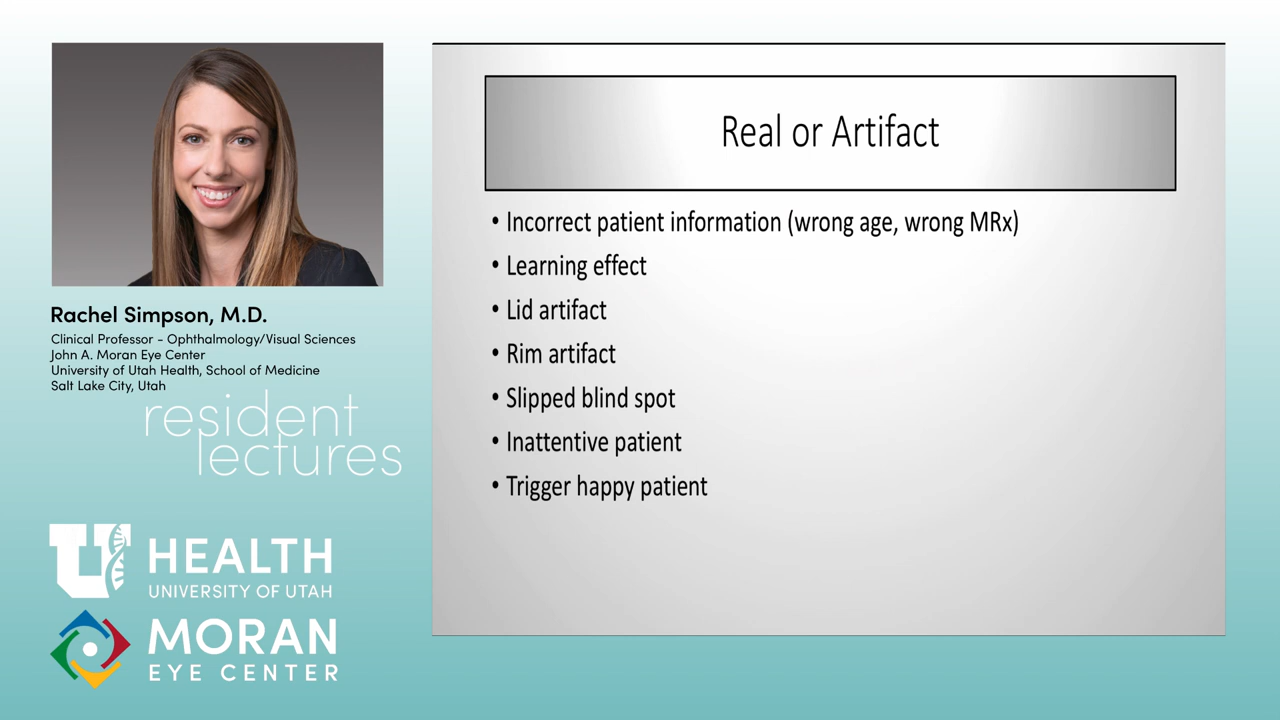 Rachel Simpson, M.D.
Clinical Professor - Ophthalmology/Visual Sciences
John A. Moran Eye Center
University of Utah Health, School of Medicine
Salt Lake City, Utah
resident
lectures
U HEALTH
UNIVERSITY OF UTAH
MORAN
EYE CENTER
Real or Artifact
• Incorrect patient information (wrong age, wrong MRx)
• Learning effect
• Lid artifact
• Rim artifact
• Slipped blind spot
• Inattentive patient
• Trigger happy patient